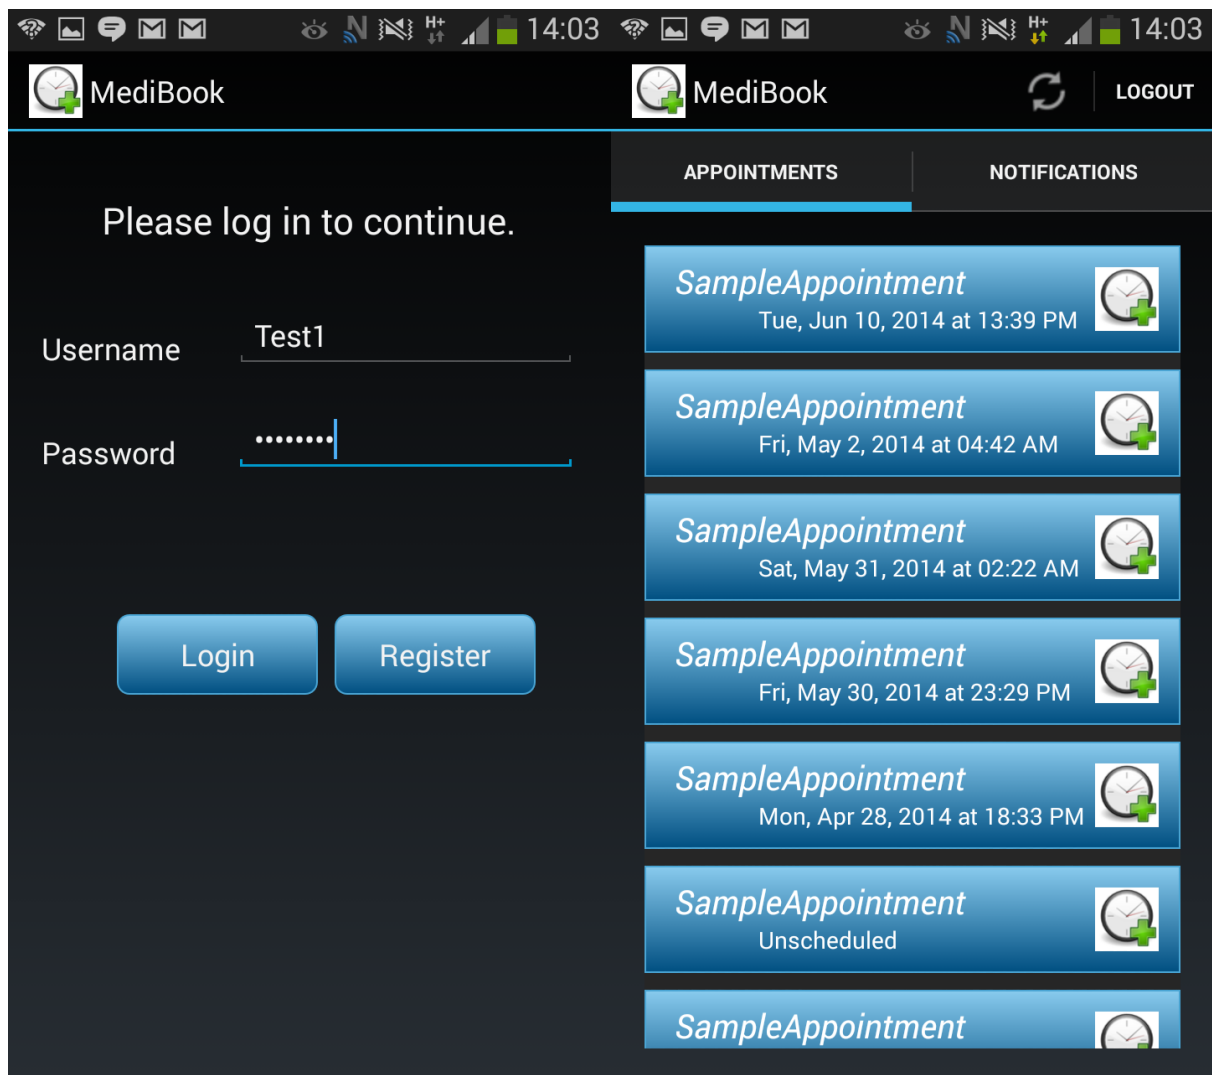 H+
14:03
MediBook
Please log in to continue.
Username
Test1
Password
••••••••
Login
Register
H+
14:03
MediBook
LOGOUT
APPOINTMENTS
NOTIFICATIONS
SampleAppointment
Tue, Jun 10, 2014 at 13:39 PM
SampleAppointment
Fri, May 2, 2014 at 04:42 AM
SampleAppointment
Sat, May 31, 2014 at 02:22 AM
SampleAppointment
Fri, May 30, 2014 at 23:29 PM
SampleAppointment
Mon, Apr 28, 2014 at 18:33 PM
SampleAppointment
Unscheduled
SampleAppointment